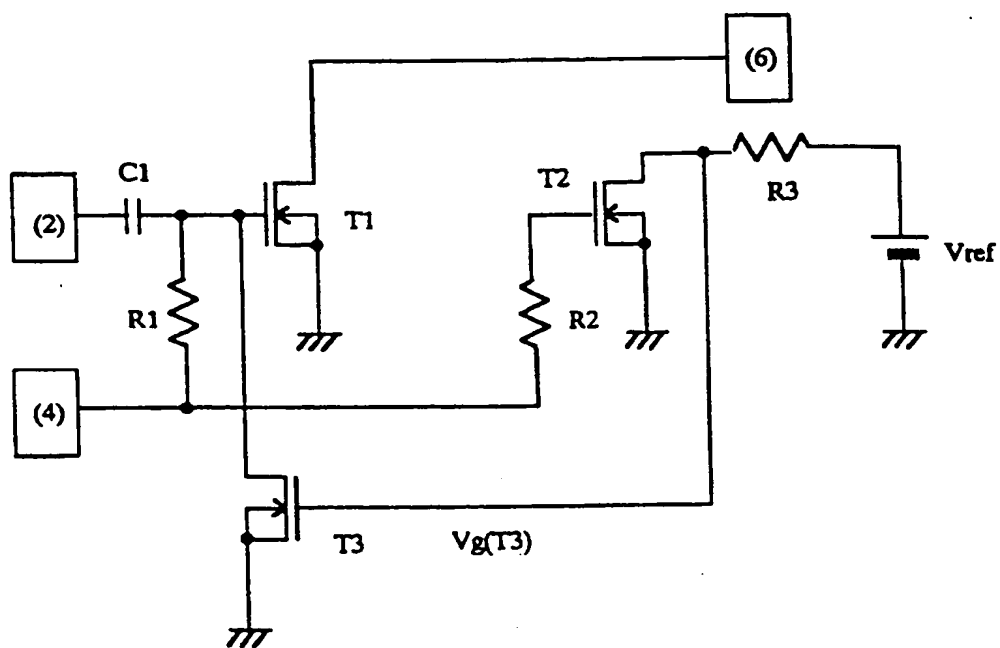 (6)
C1
T2
R3
(2)
T1
Vref
R1
R2
(4)
T3
Vg(T3)